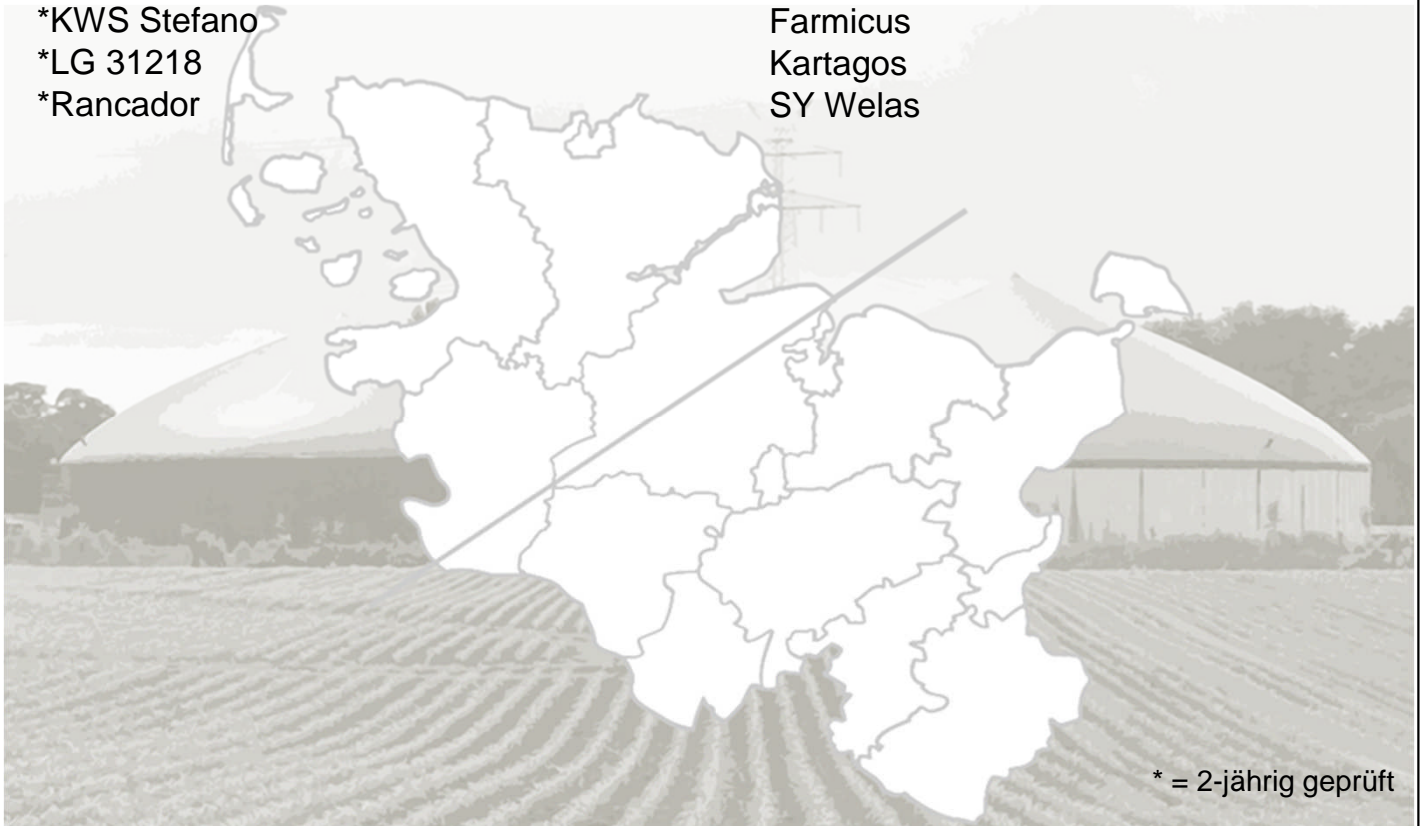 *KWS Stefano
*LG 31218
*Rancador
Farmicus
Kartagos
SY Welas
* = 2-jährig geprüft